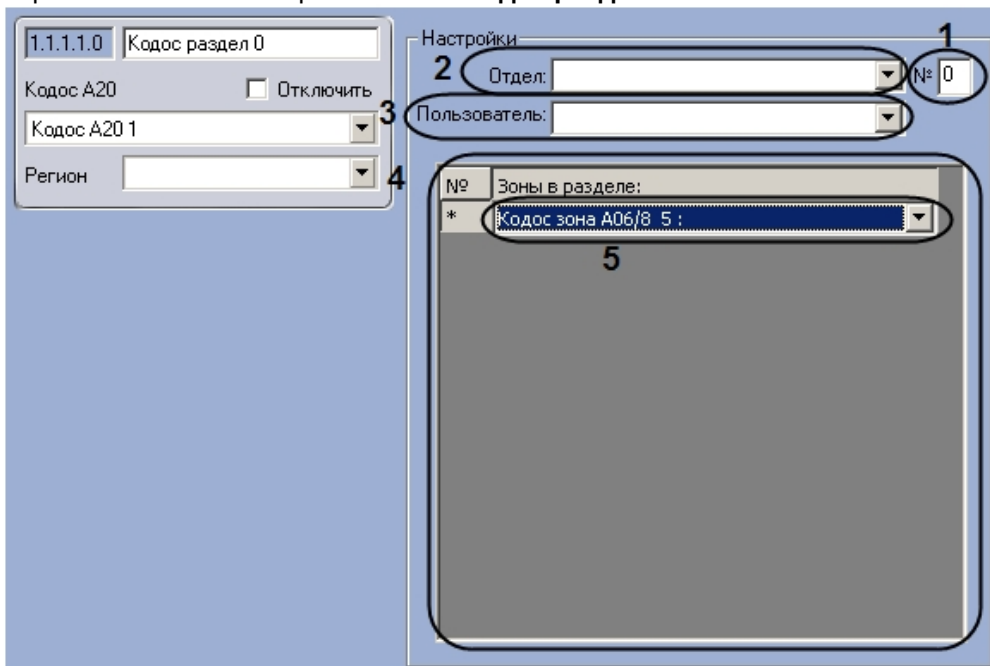 1.1.1.1.0 Кодос раздел 0
Кодос А20 Отключить
Кодос А20 1
Регион
Настройки
1
2 Отдел: № 0
3 Пользователь:
4
№ Зоны в разделе:
* Кодос зона А06/8 5 :
5